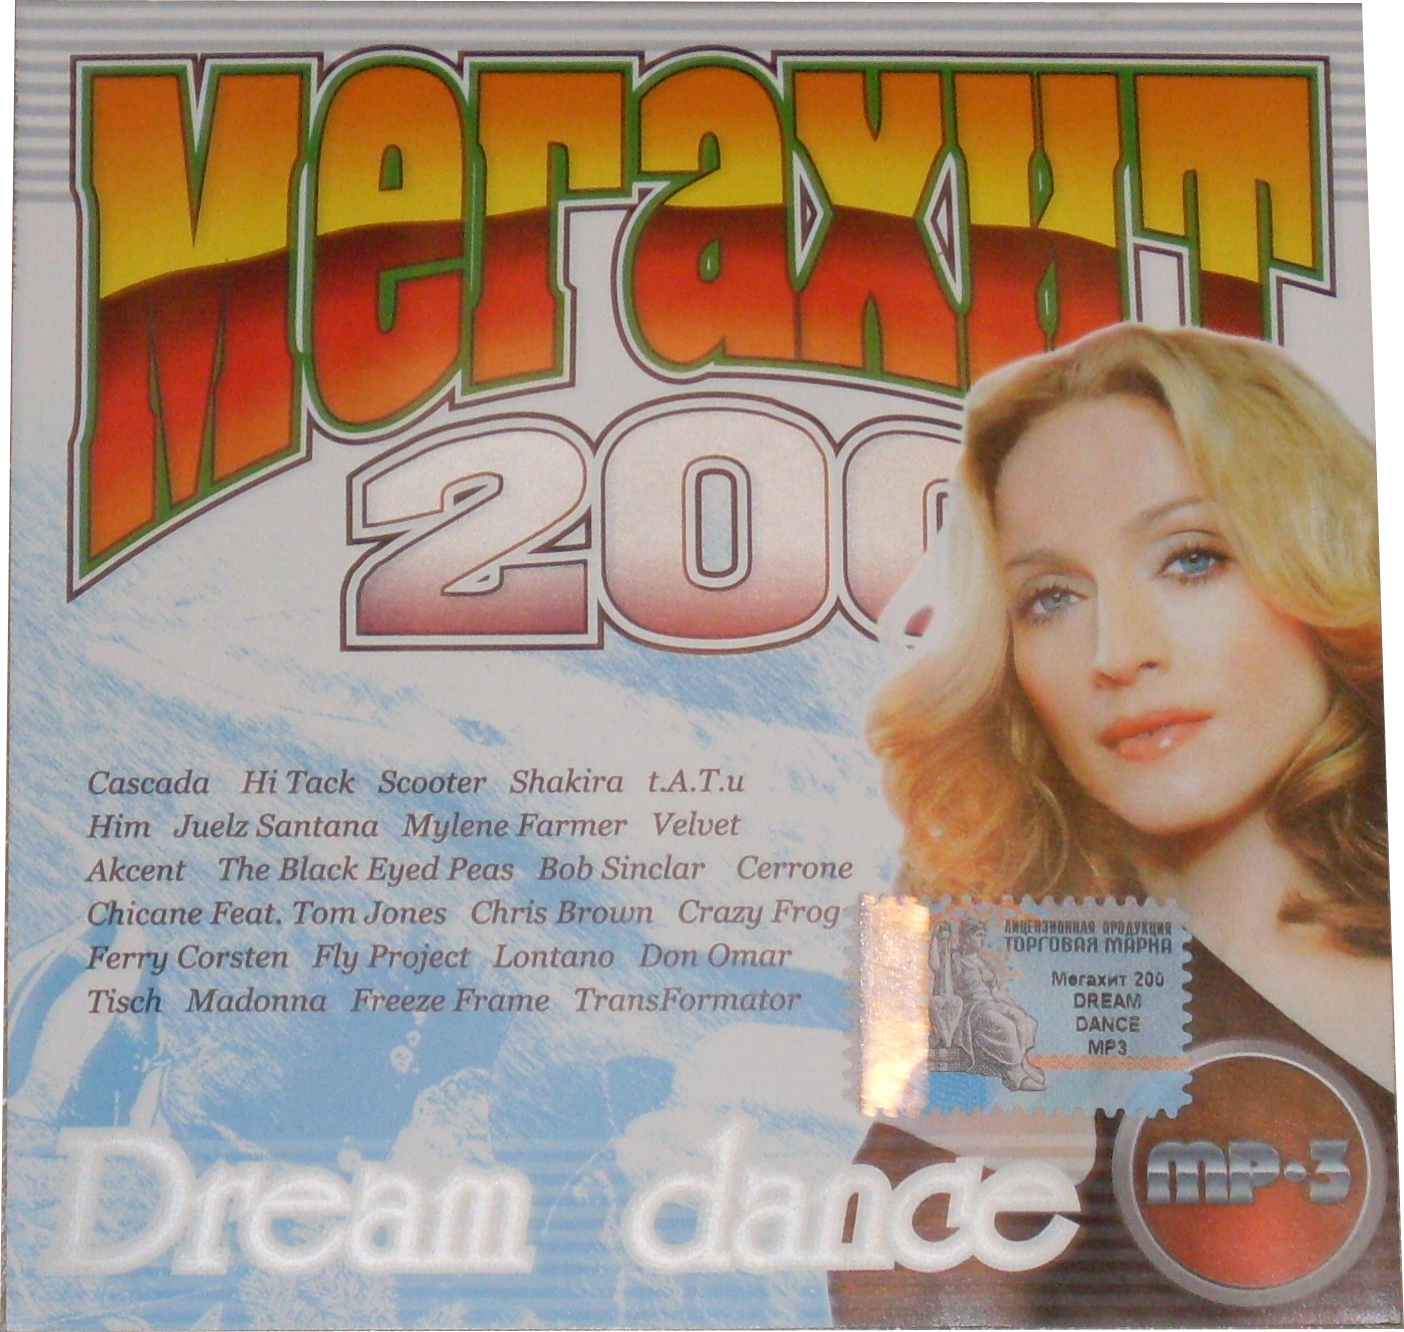 Мегахит
200
Cascada Hi Tack Scooter Shakira t.A.T.u
Him Juelz Santana Mylene Farmer Velvet
Akcent The Black Eyed Peas Bob Sinclar Cerrone
Chicane Feat. Tom Jones Chris Brown Crazy Frog
Ferry Corsten Fly Project Lontano Don Omar
Tisch Madonna Freeze Frame TransFormator
ЛИЦЕНЗИОННАЯ ПРОДУКЦИЯ
ТОРГОВАЯ МАРКА
Мегахит 200
DREAM
DANCE
MP3
MP·3
Dream dance